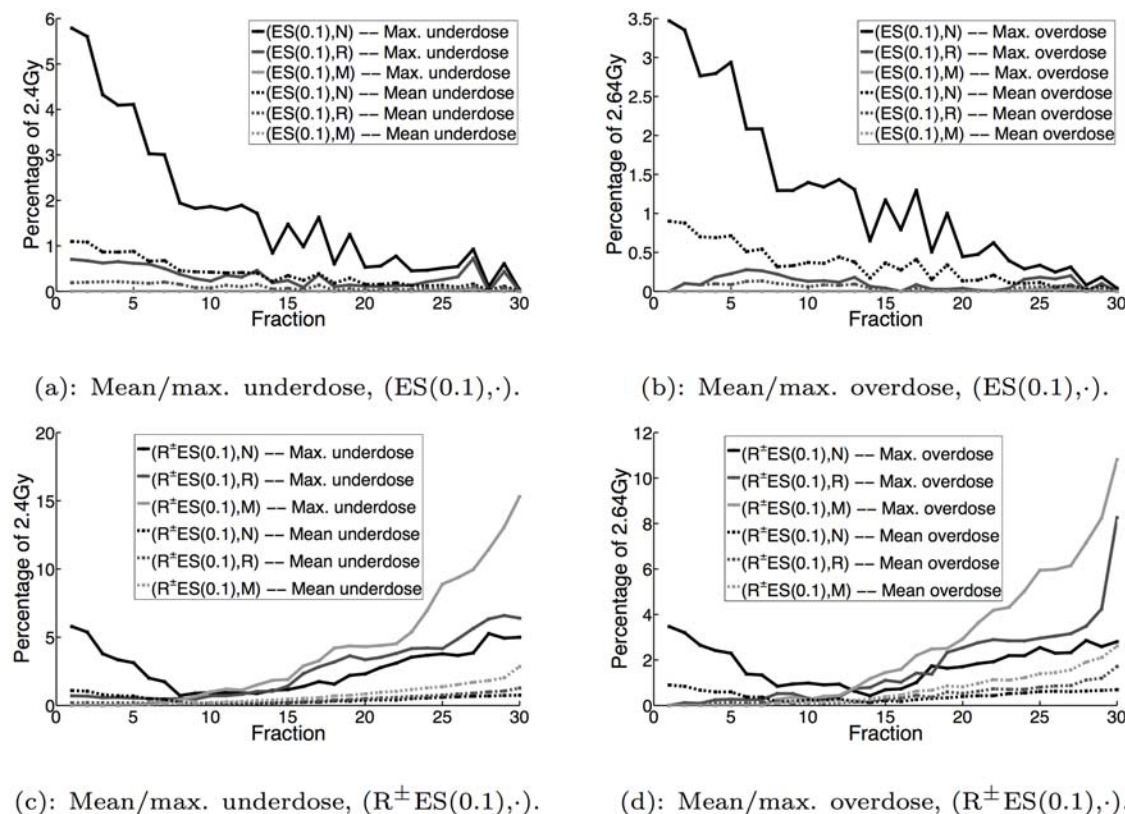 6
5
4
3
2
1
0
Percentage of 2.4Gy
(ES(0.1),N) –– Max. underdose
(ES(0.1),R) –– Max. underdose
(ES(0.1),M) –– Max. underdose
(ES(0.1),N) –– Mean underdose
(ES(0.1),R) –– Mean underdose
(ES(0.1),M) –– Mean underdose
0 5 10 15 20 25 30
Fraction
(a): Mean/max. underdose, (ES(0.1),·).
3.5
3
2.5
2
1.5
1
0.5
0
Percentage of 2.64Gy
(ES(0.1),N) –– Max. overdose
(ES(0.1),R) –– Max. overdose
(ES(0.1),M) –– Max. overdose
(ES(0.1),N) –– Mean overdose
(ES(0.1),R) –– Mean overdose
(ES(0.1),M) –– Mean overdose
0 5 10 15 20 25 30
Fraction
(b): Mean/max. overdose, (ES(0.1),·).
20
15
10
5
0
Percentage of 2.4Gy
(R±ES(0.1),N) –– Max. underdose
(R±ES(0.1),R) –– Max. underdose
(R±ES(0.1),M) –– Max. underdose
(R±ES(0.1),N) –– Mean underdose
(R±ES(0.1),R) –– Mean underdose
(R±ES(0.1),M) –– Mean underdose
0 5 10 15 20 25 30
Fraction
(c): Mean/max. underdose, (R±ES(0.1),·).
12
10
8
6
4
2
0
Percentage of 2.64Gy
(R±ES(0.1),N) –– Max. overdose
(R±ES(0.1),R) –– Max. overdose
(R±ES(0.1),M) –– Max. overdose
(R±ES(0.1),N) –– Mean overdose
(R±ES(0.1),R) –– Mean overdose
(R±ES(0.1),M) –– Mean overdose
0 5 10 15 20 25 30
Fraction
(d): Mean/max. overdose, (R±ES(0.1),·).